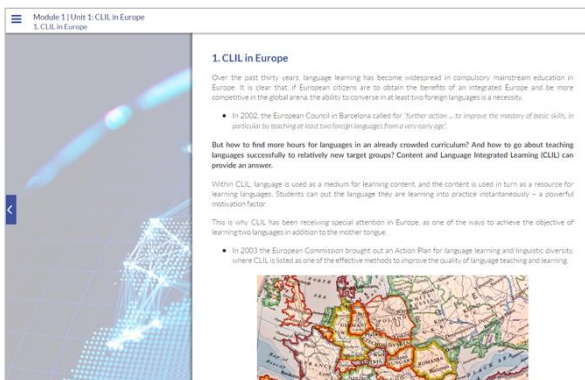 Module 1 | Unit 1: CLIL in Europe
1. CLIL in Europe
1. CLIL in Europe
Over the past thirty years, language learning has become widespread in compulsory mainstream education in
Europe. It is clear that, if European citizens are to obtain the benefits of an integrated Europe and be more
competitive in the global arena, the ability to converse in at least two foreign languages is a necessity.
• In 2002, the European Council in Barcelona called for "further action ... to improve the mastery of basic skills, in
particular by teaching at least two foreign languages from a very early age".
But how to find more hours for languages in an already crowded curriculum? And how to go about teaching
languages successfully to relatively new target groups? Content and Language Integrated Learning (CLIL) can
provide an answer.
Within CLIL, language is used as a medium for learning content, and the content is used in turn as a resource for
learning languages. Students can put the language they are learning into practice instantaneously – a powerful
motivation factor.
This is why CLIL has been receiving special attention in Europe, as one of the ways to achieve the objective of
learning two languages in addition to the mother tongue.
• In 2003 the European Commission brought out an Action Plan for language learning and linguistic diversity,
where CLIL is listed as one of the effective methods to improve the quality of language teaching and learning.
NORTH
SEA
GERMANY
POLAND
FRANCE
ROMANIA
BAY OF
BLACK SEA